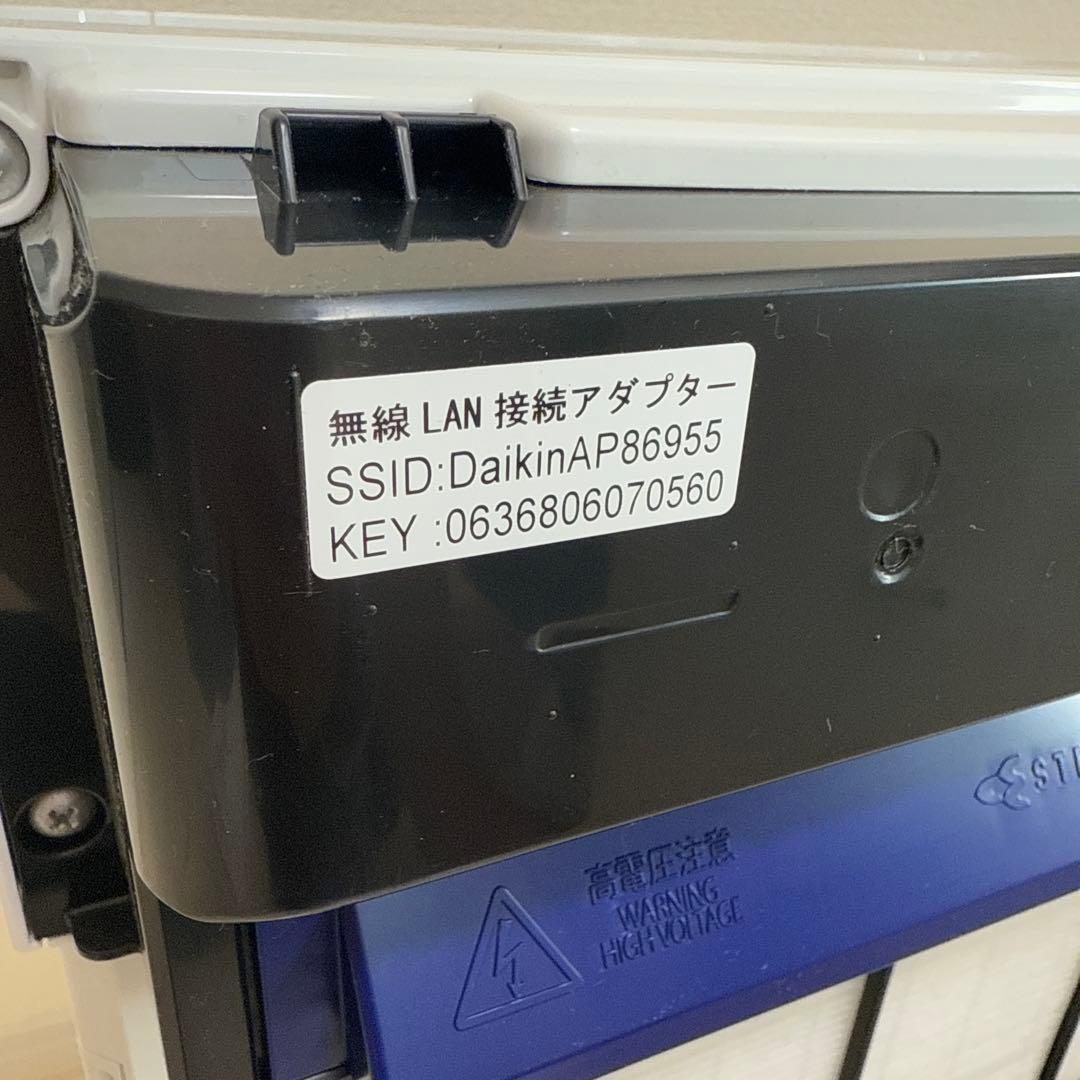 無線 LAN 接続アダプター
SSID:DaikinAP86955
KEY :0636806070560
高電圧注意
WARNING
HIGH VOLTAGE